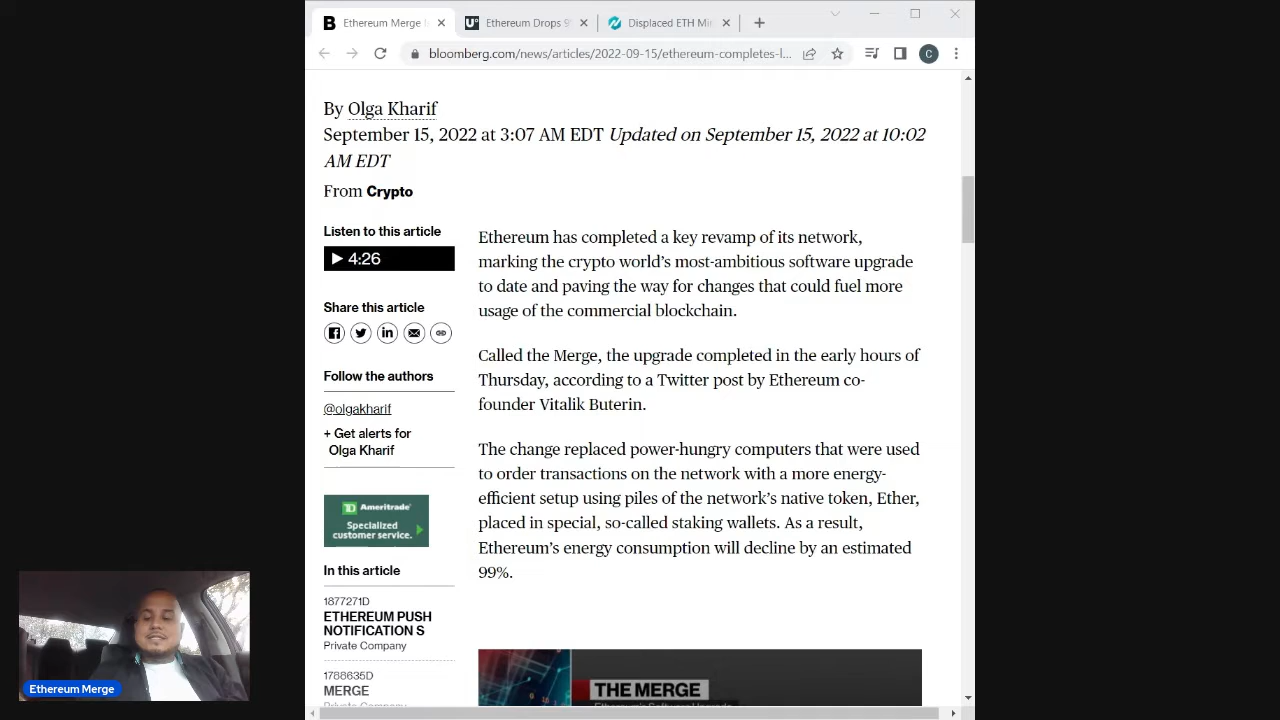 Ethereum Merge
Ethereum Drops 9
Displaced ETH Mi
bloomberg.com/news/articles/2022-09-15/ethereum-completes-l...
C
By Olga Kharif
September 15, 2022 at 3:07 AM EDT Updated on September 15, 2022 at 10:02
AM EDT
From Crypto
Listen to this article
4:26
Share this article
Follow the authors
@olgakharif
+ Get alerts for
Olga Kharif
TD Ameritrade
Specialized
customer service.
In this article
1877271D
ETHEREUM PUSH
NOTIFICATION S
Private Company
1788635D
MERGE
Private Company
Ethereum has completed a key revamp of its network,
marking the crypto world's most-ambitious software upgrade
to date and paving the way for changes that could fuel more
usage of the commercial blockchain.
Called the Merge, the upgrade completed in the early hours of
Thursday, according to a Twitter post by Ethereum co-
founder Vitalik Buterin.
The change replaced power-hungry computers that were used
to order transactions on the network with a more energy-
efficient setup using piles of the network's native token, Ether,
placed in special, so-called staking wallets. As a result,
Ethereum's energy consumption will decline by an estimated
99%.
THE MERGE
Ethereum's Software Upgrade
Ethereum Merge